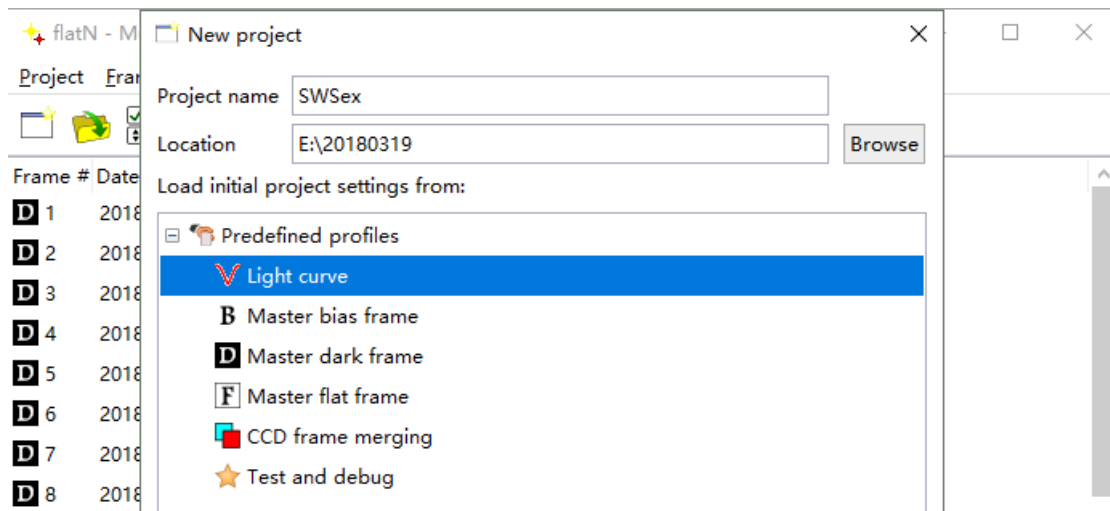 flatN - M
New project
Project Fra
Project name SWSex
Location E:\20180319 Browse
Frame # Date
Load initial project settings from:
D 1 2018
Predefined profiles
D 2 2018
Light curve
D 3 2018
B Master bias frame
D 4 2018
D Master dark frame
D 5 2018
F Master flat frame
D 6 2018
CCD frame merging
D 7 2018
Test and debug
D 8 2018